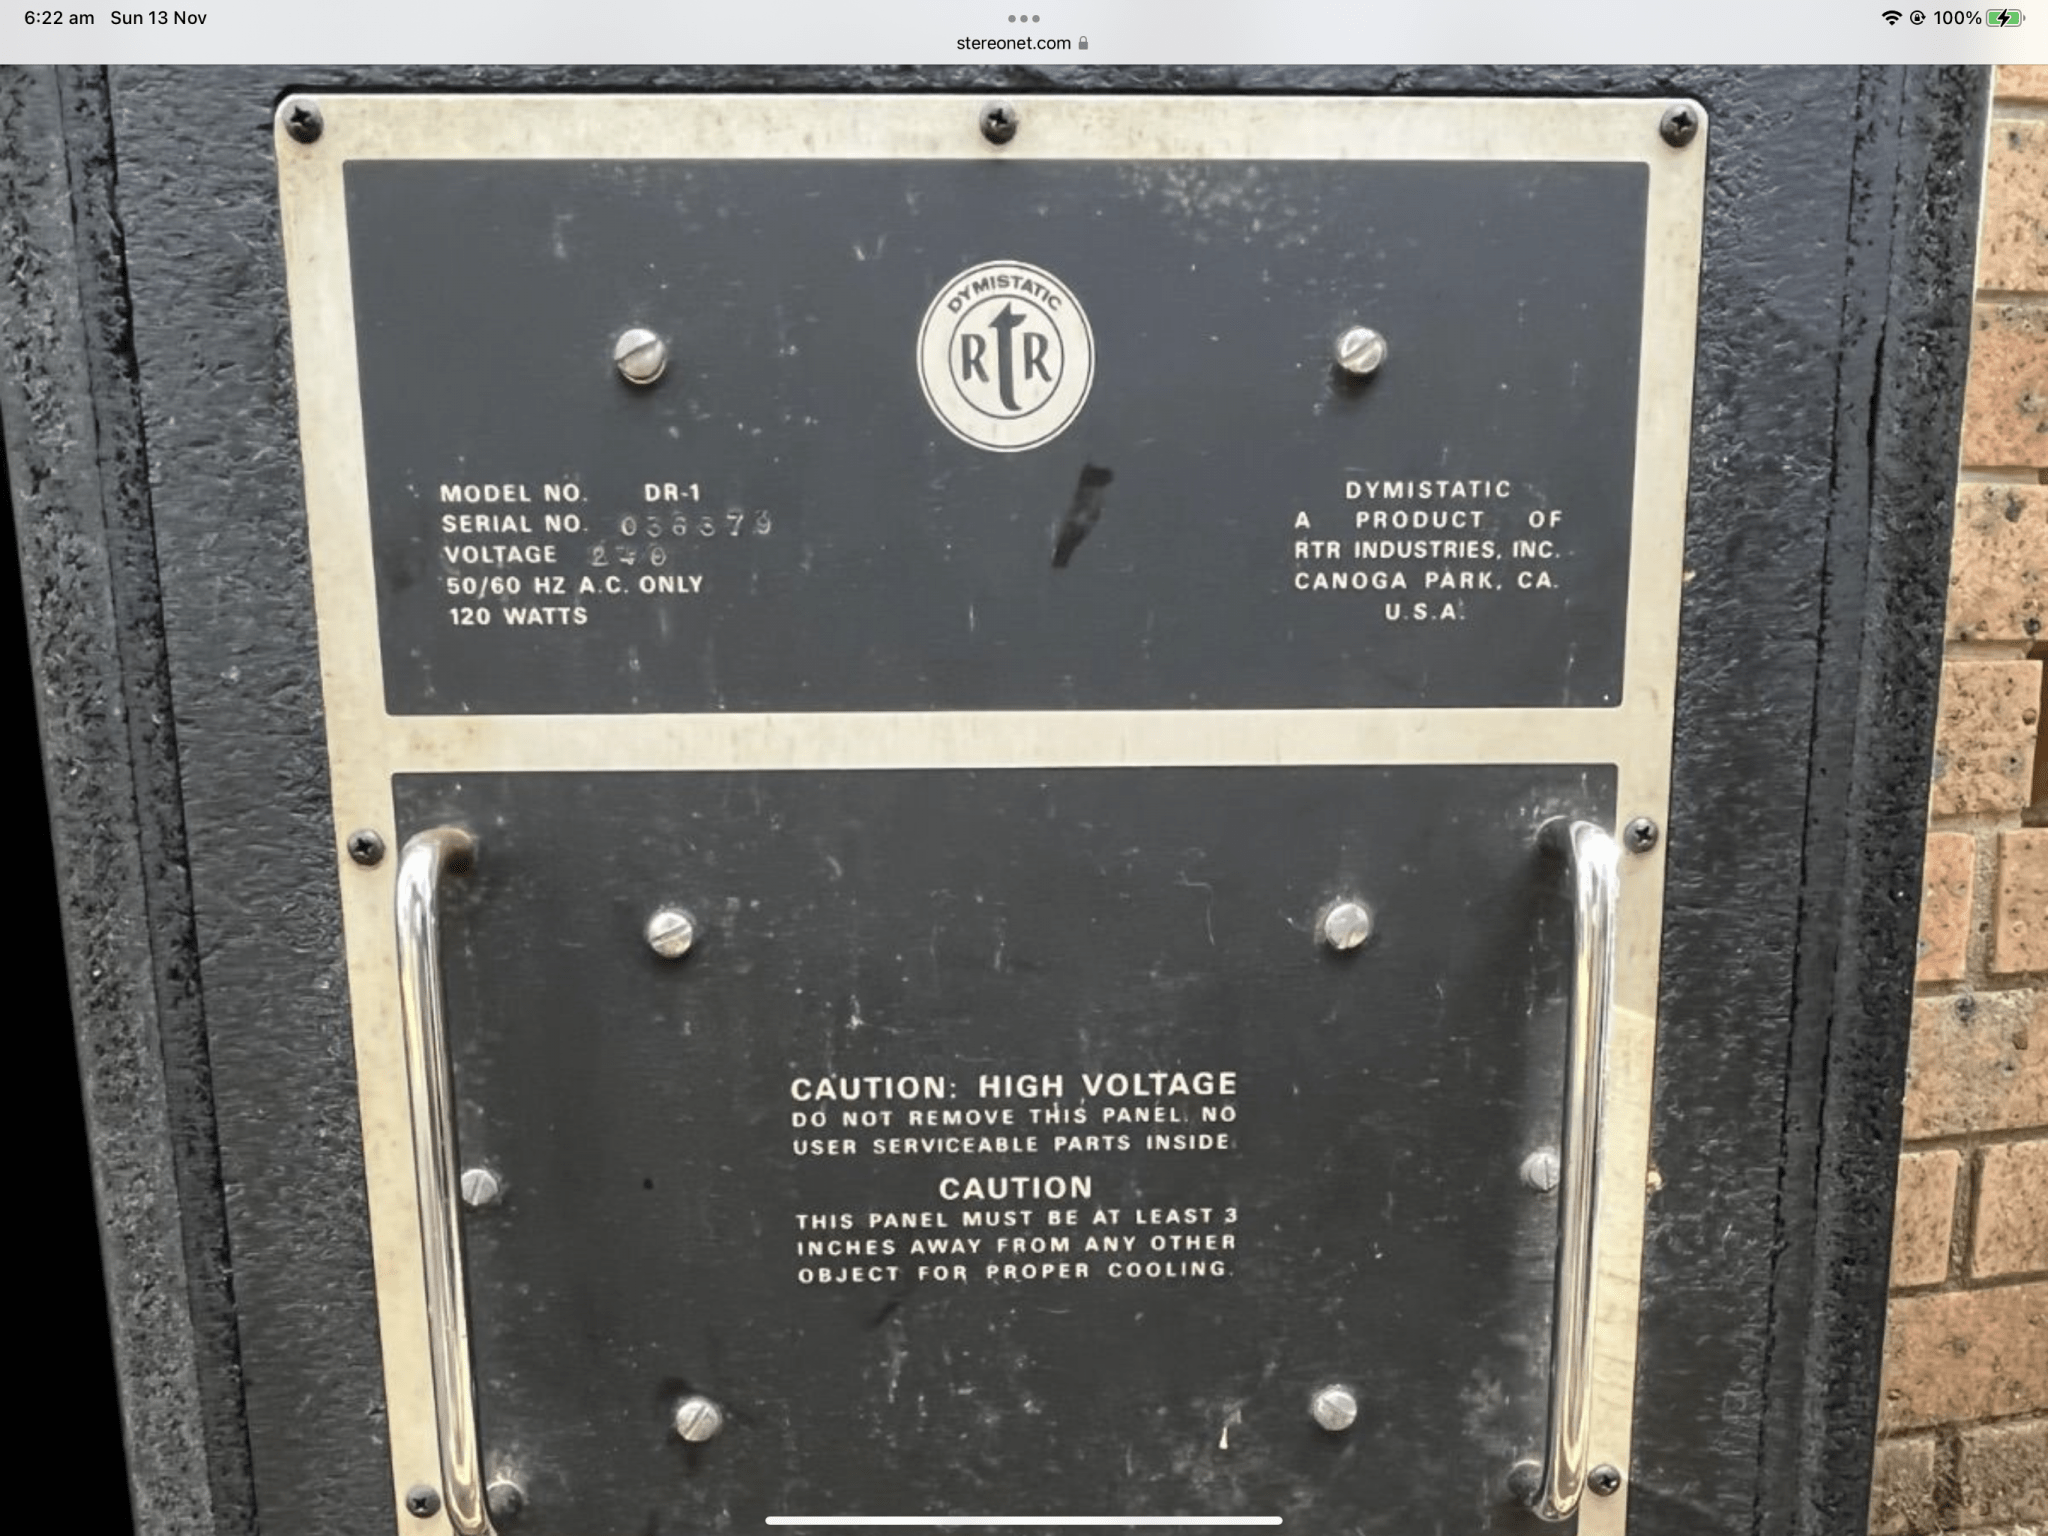 6:22 am Sun 13 Nov
stereonet.com
100%
DYMISTATIC
RTR
MODEL NO. DR-1
SERIAL NO.
VOLTAGE
50/60 HZ A.C. ONLY
120 WATTS
DYMISTATIC
A PRODUCT OF
RTR INDUSTRIES, INC.
CANOGA PARK, CA.
U.S.A.
CAUTION: HIGH VOLTAGE
DO NOT REMOVE THIS PANEL. NO
USER SERVICEABLE PARTS INSIDE.
CAUTION
THIS PANEL MUST BE AT LEAST 3
INCHES AWAY FROM ANY OTHER
OBJECT FOR PROPER COOLING.